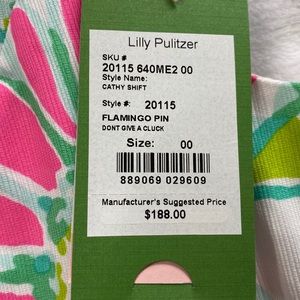 Lilly Pulitzer
SKU #
20115 640ME2 00
Style Name:
CATHY SHIFT
Style #: 20115
FLAMINGO PIN
DONT GIVE A CLUCK
Size: 00
889069 029609
Manufacturer's Suggested Price
$188.00